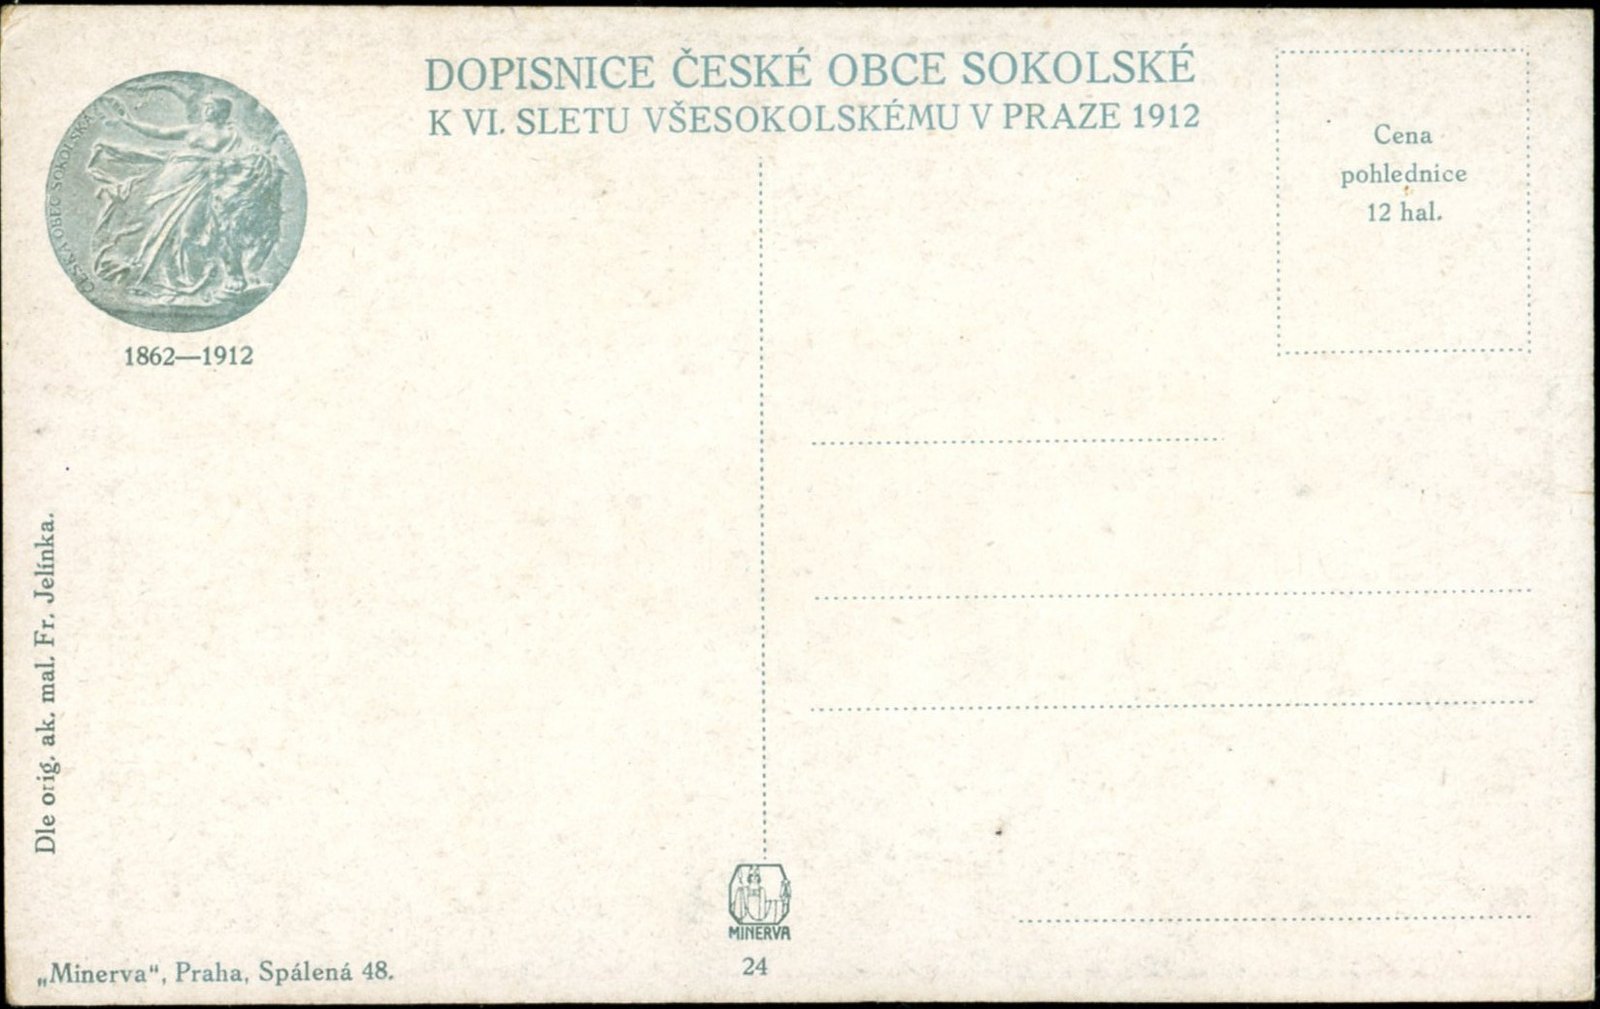 DOPISNICE ČESKÉ OBCE SOKOLSKÉ
K VI. SLETU VŠESOKOLSKÉMU V PRAZE 1912
ČESKÁ OBEC SOKOLSKÁ
1862—1912
Cena
pohlednice
12 hal.
Dle orig. ak. mal. Fr. Jelínka.
MINERVA
24
„Minerva“, Praha, Spálená 48.